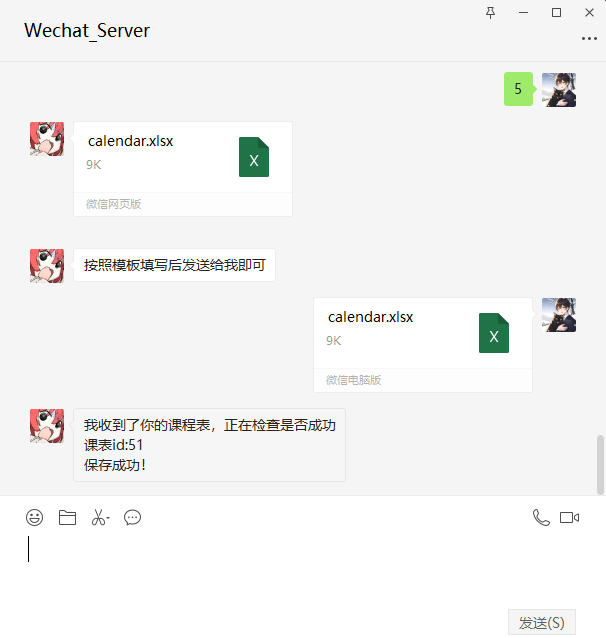 Wechat_Server
5
calendar.xlsx
9K
X
微信网页版
按照模板填写后发送给我即可
calendar.xlsx
9K
X
微信电脑版
我收到了你的课程表，正在检查是否成功
课表id:51
保存成功！
发送(S)